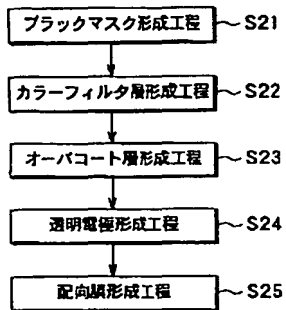 ブラックマスク形成工程 S21
カラーフィルタ層形成工程 S22
オーバコート層形成工程 S23
透明電極形成工程 S24
配向膜形成工程 S25